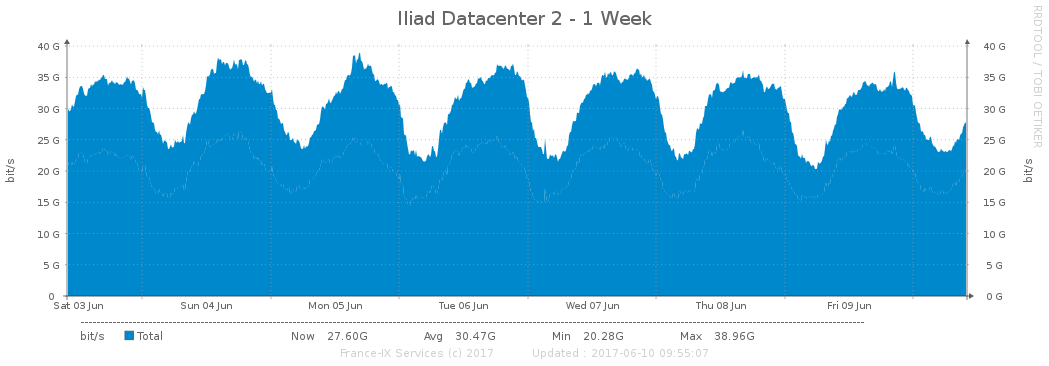 Iliad Datacenter 2 - 1 Week
RRDTOOL / TOBI OETIKER
40 G 40 G
35 G 35 G
30 G 30 G
25 G 25 G
20 G 20 G
15 G 15 G
10 G 10 G
5 G 5 G
0 0 G
bit/s bit/s
Sat 03 Jun Sun 04 Jun Mon 05 Jun Tue 06 Jun Wed 07 Jun Thu 08 Jun Fri 09 Jun
bit/s Total Now 27.60G Avg 30.47G Min 20.28G Max 38.96G
France-IX Services (c) 2017 Updated : 2017-06-10 09:55:07